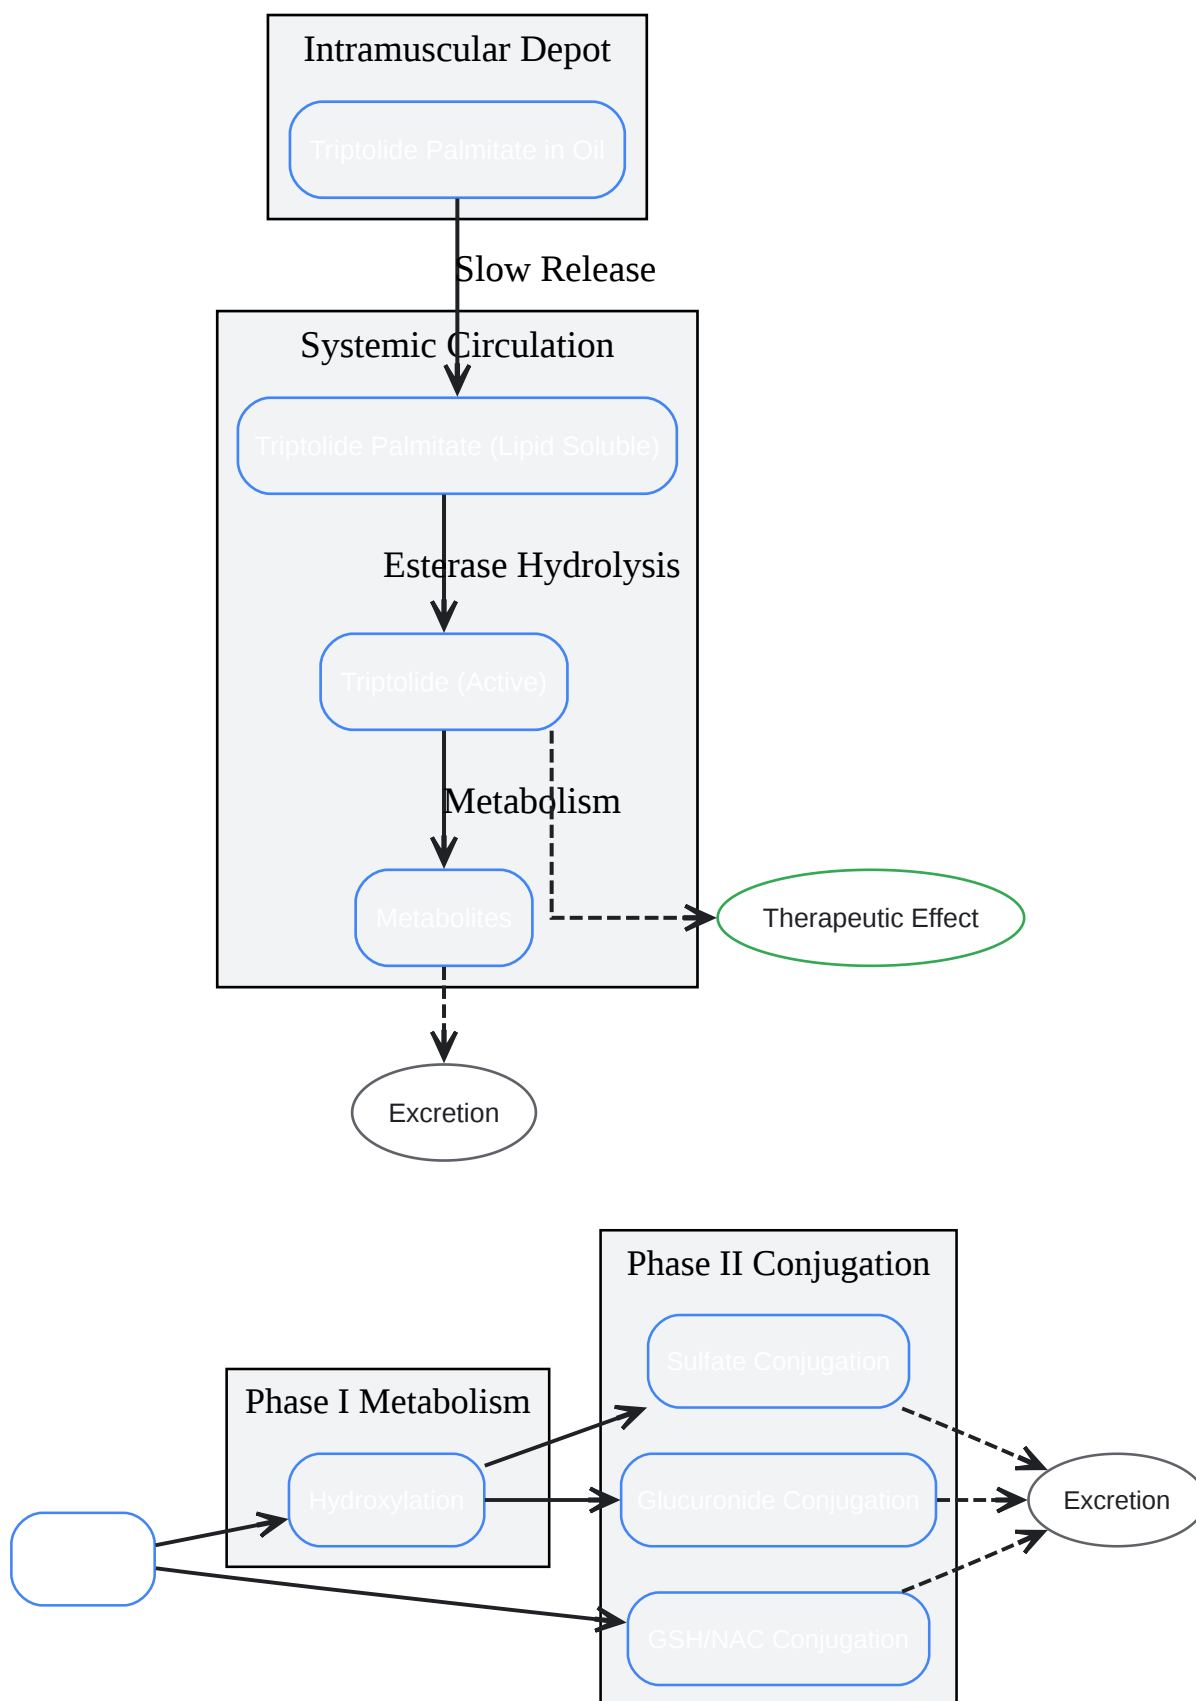 Intramuscular Depot
Triptolide Palmitate in Oil
Slow Release
Systemic Circulation
Triptolide Palmitate (Lipid Soluble)
Esterase Hydrolysis
Triptolide (Active)
Metabolism
Metabolites
Therapeutic Effect
Excretion
Phase II Conjugation
Sulfate Conjugation
Phase I Metabolism
Hydroxylation
Glucuronide Conjugation
Excretion
GSH/NAC Conjugation